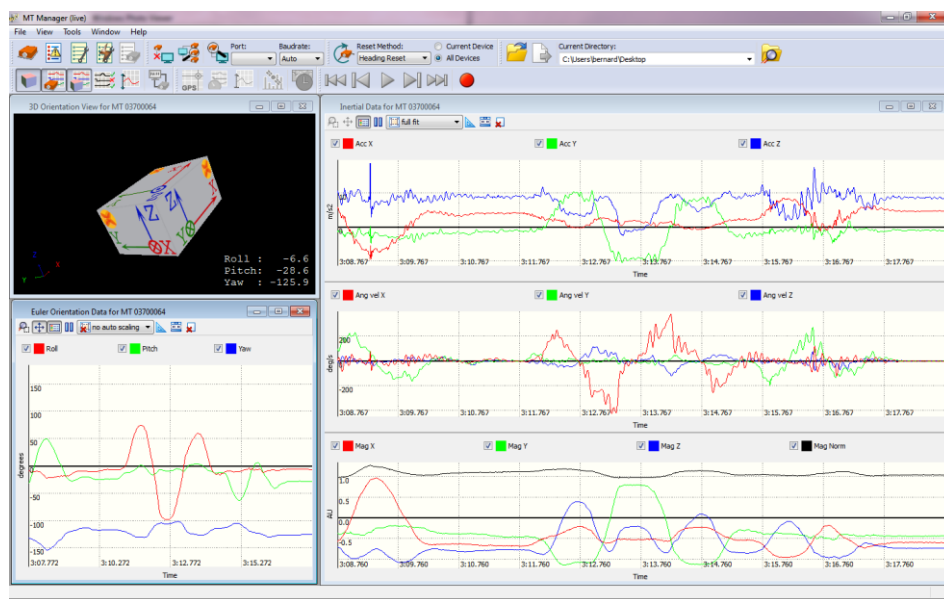 MT Manager (live)
File View Tools Window Help
Port: Baudrate: Reset Method: Current Device Current Directory:
Auto Heading Reset All Devices C:\Users\bernard\Desktop
GPS
3D Orientation View for MT 03700064
Z Z X
Y X Y
Roll : -6.6
Pitch: -28.6
Yaw : -125.9
Euler Orientation Data for MT 03700064
no auto scaling
Roll Pitch Yaw
150
100
50
0
-50
-100
-150
degrees
3:07.772 3:10.272 3:12.772 3:15.272
Time
Inertial Data for MT 03700064
full fit
Acc X Acc Y Acc Z
m/s2
3:08.767 3:09.767 3:10.767 3:11.767 3:12.767 3:13.767 3:14.767 3:15.767 3:16.767 3:17.767
Time
Ang vel X Ang vel Y Ang vel Z
200
-200
deg/s
3:08.767 3:09.767 3:10.767 3:11.767 3:12.767 3:13.767 3:14.767 3:15.767 3:16.767 3:17.767
Time
Mag X Mag Y Mag Z Mag Norm
1.0
0.5
0.0
-0.5
AU
3:08.760 3:09.760 3:10.760 3:11.760 3:12.760 3:13.760 3:14.760 3:15.760 3:16.760 3:17.760
Time